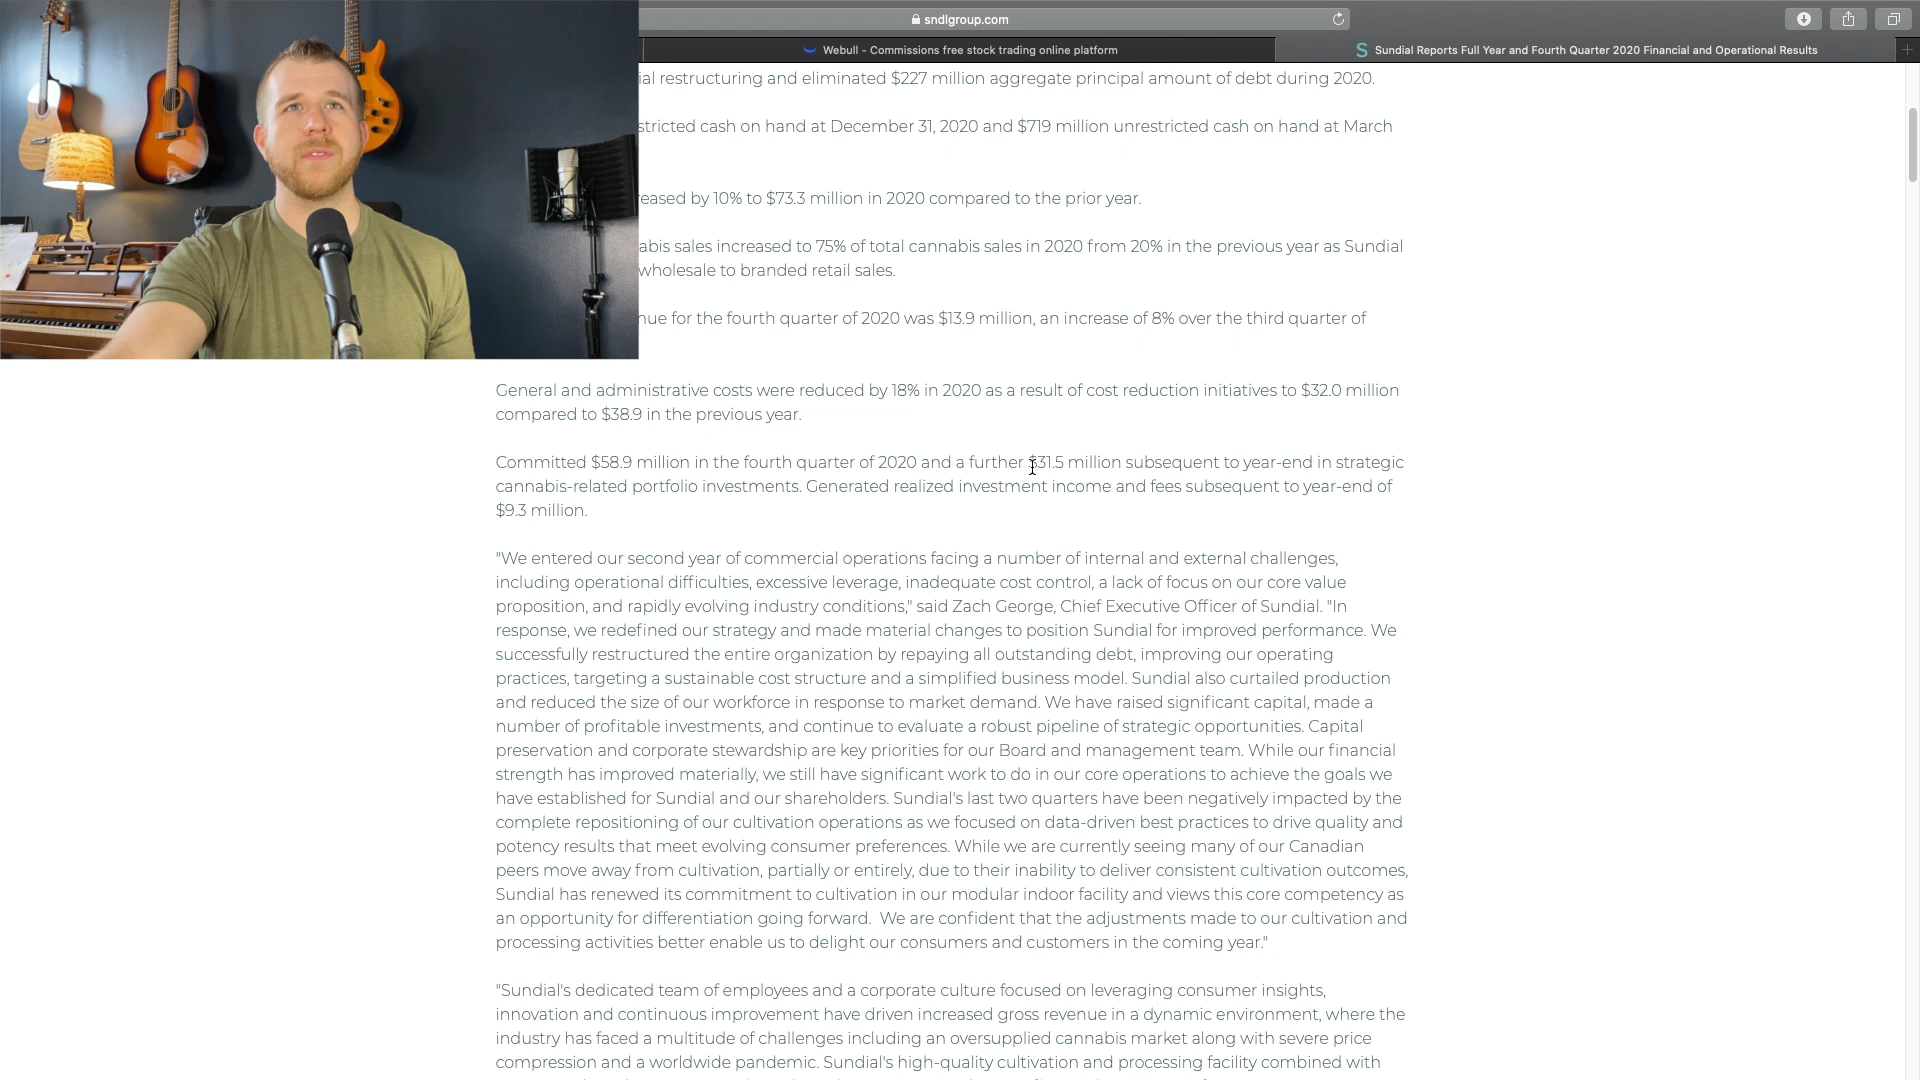 sndlgroup.com
Webull - Commissions free stock trading online platform
Sundial Reports Full Year and Fourth Quarter 2020 Financial and Operational Results
restructuring and eliminated $227 million aggregate principal amount of debt during 2020.
cash on hand at December 31, 2020 and $719 million unrestricted cash on hand at March
by 10% to $73.3 million in 2020 compared to the prior year.
sales increased to 75% of total cannabis sales in 2020 from 20% in the previous year as Sundial
wholesale to branded retail sales.
for the fourth quarter of 2020 was $13.9 million, an increase of 8% over the third quarter of
General and administrative costs were reduced by 18% in 2020 as a result of cost reduction initiatives to $32.0 million
compared to $38.9 in the previous year.
Committed $58.9 million in the fourth quarter of 2020 and a further $31.5 million subsequent to year-end in strategic
cannabis-related portfolio investments. Generated realized investment income and fees subsequent to year-end of
$9.3 million.
"We entered our second year of commercial operations facing a number of internal and external challenges,
including operational difficulties, excessive leverage, inadequate cost control, a lack of focus on our core value
proposition, and rapidly evolving industry conditions," said Zach George, Chief Executive Officer of Sundial. "In
response, we redefined our strategy and made material changes to position Sundial for improved performance. We
successfully restructured the entire organization by repaying all outstanding debt, improving our operating
practices, targeting a sustainable cost structure and a simplified business model. Sundial also curtailed production
and reduced the size of our workforce in response to market demand. We have raised significant capital, made a
number of profitable investments, and continue to evaluate a robust pipeline of strategic opportunities. Capital
preservation and corporate stewardship are key priorities for our Board and management team. While our financial
strength has improved materially, we still have significant work to do in our core operations to achieve the goals we
have established for Sundial and our shareholders. Sundial's last two quarters have been negatively impacted by the
complete repositioning of our cultivation operations as we focused on data-driven best practices to drive quality and
potency results that meet evolving consumer preferences. While we are currently seeing many of our Canadian
peers move away from cultivation, partially or entirely, due to their inability to deliver consistent cultivation outcomes,
Sundial has renewed its commitment to cultivation in our modular indoor facility and views this core competency as
an opportunity for differentiation going forward. We are confident that the adjustments made to our cultivation and
processing activities better enable us to delight our consumers and customers in the coming year."
"Sundial's dedicated team of employees and a corporate culture focused on leveraging consumer insights,
innovation and continuous improvement have driven increased gross revenue in a dynamic environment, where the
industry has faced a multitude of challenges including an oversupplied cannabis market along with severe price
compression and a worldwide pandemic. Sundial's high-quality cultivation and processing facility combined with